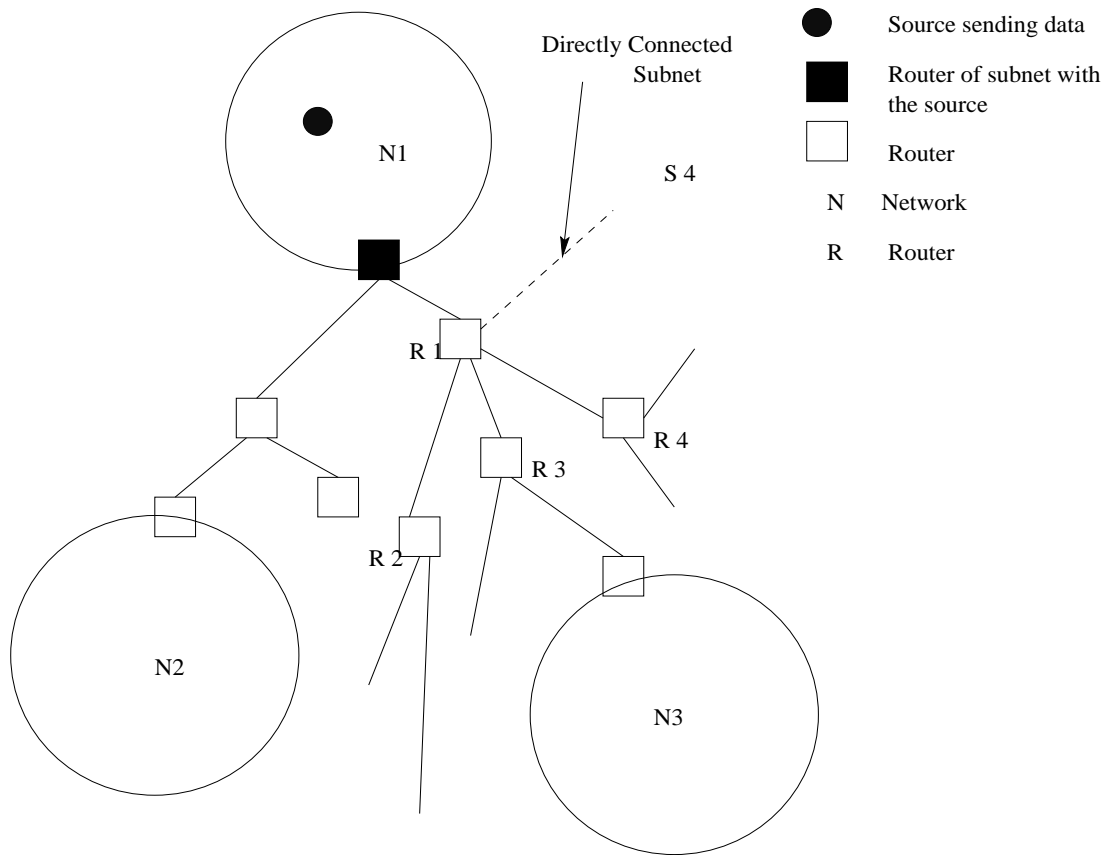 Directly Connected
Subnet
Source sending data
Router of subnet with
the source
Router
N Network
R Router
N1
S 4
R 1
R 4
R 3
R 2
N2
N3